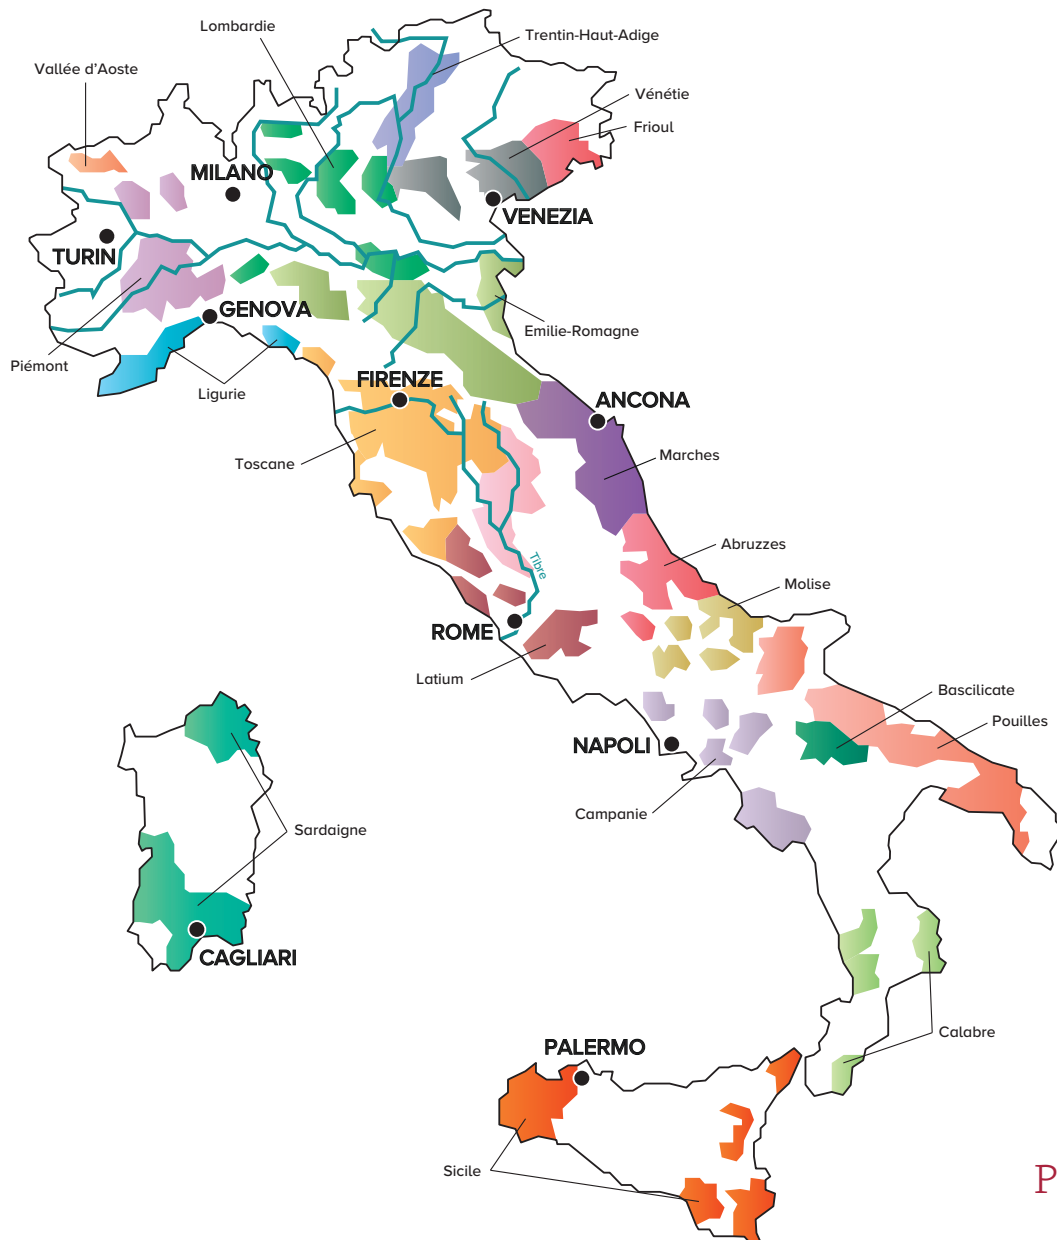 Lombardie
Trentin-Haut-Adige
Vallée d'Aoste
Vénétie
Frioul
MILANO
VENEZIA
TURIN
GENOVA
Emilie-Romagne
Piémont
Ligurie
FIRENZE
ANCONA
Toscane
Marches
Abruzzes
Tibre
Molise
ROME
Latium
Bascilicate
Pouilles
NAPOLI
Campanie
Sardaigne
CAGLIARI
Calabre
PALERMO
Sicile
P